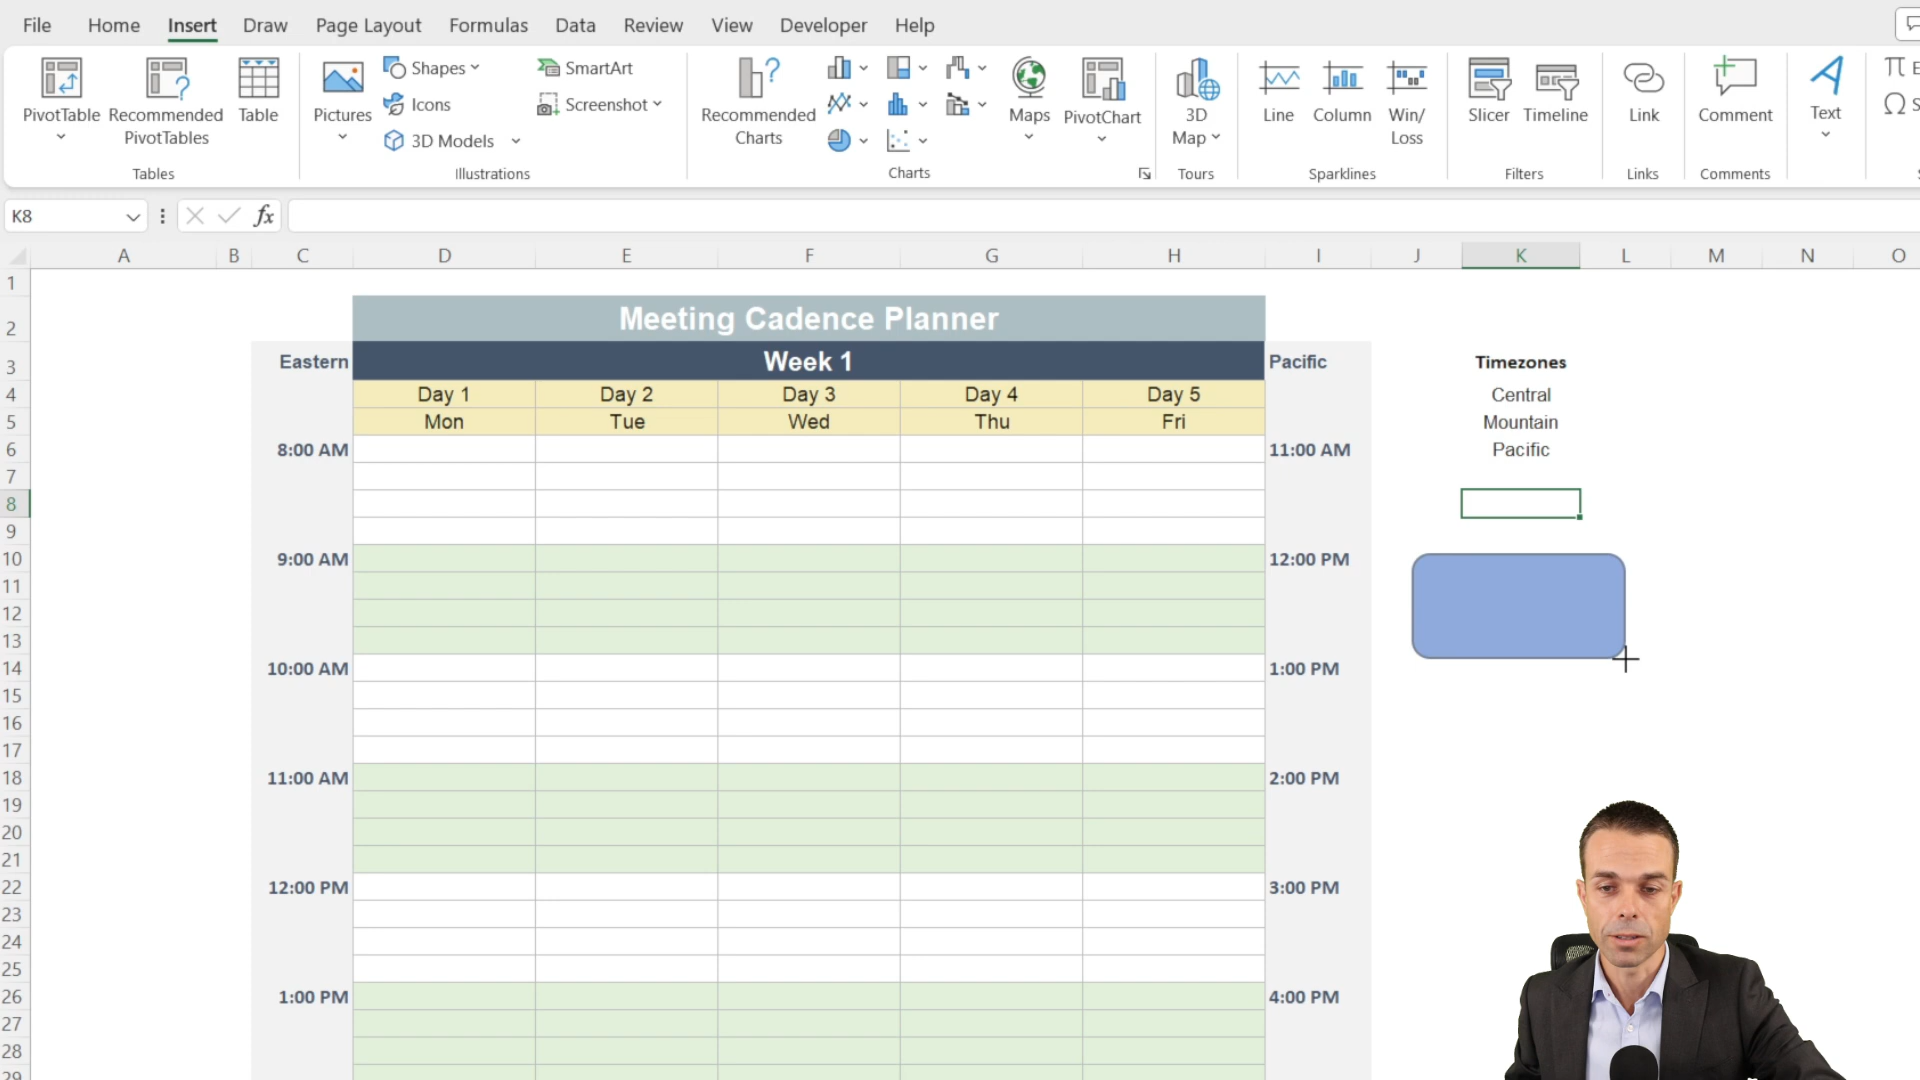 File Home Insert Draw Page Layout Formulas Data Review View Developer Help
PivotTable
Recommended
PivotTables
Table
Tables
Pictures
Shapes
Icons
3D Models
SmartArt
Screenshot
Illustrations
Recommended
Charts
Maps
PivotChart
Charts
3D
Map
Tours
Line
Column
Win/
Loss
Sparklines
Slicer
Timeline
Filters
Link
Links
Comment
Comments
Text
K8
fx
A B C D E F G H I J K L M N O
1
2 Meeting Cadence Planner
3 Eastern Week 1 Pacific Timezones
4 Day 1 Day 2 Day 3 Day 4 Day 5 Central
5 Mon Tue Wed Thu Fri Mountain
6 8:00 AM 11:00 AM Pacific
7
8
9
10 9:00 AM 12:00 PM
11
12
13
14 10:00 AM 1:00 PM
15
16
17
18 11:00 AM 2:00 PM
19
20
21
22 12:00 PM 3:00 PM
23
24
25
26 1:00 PM 4:00 PM
27
28
29